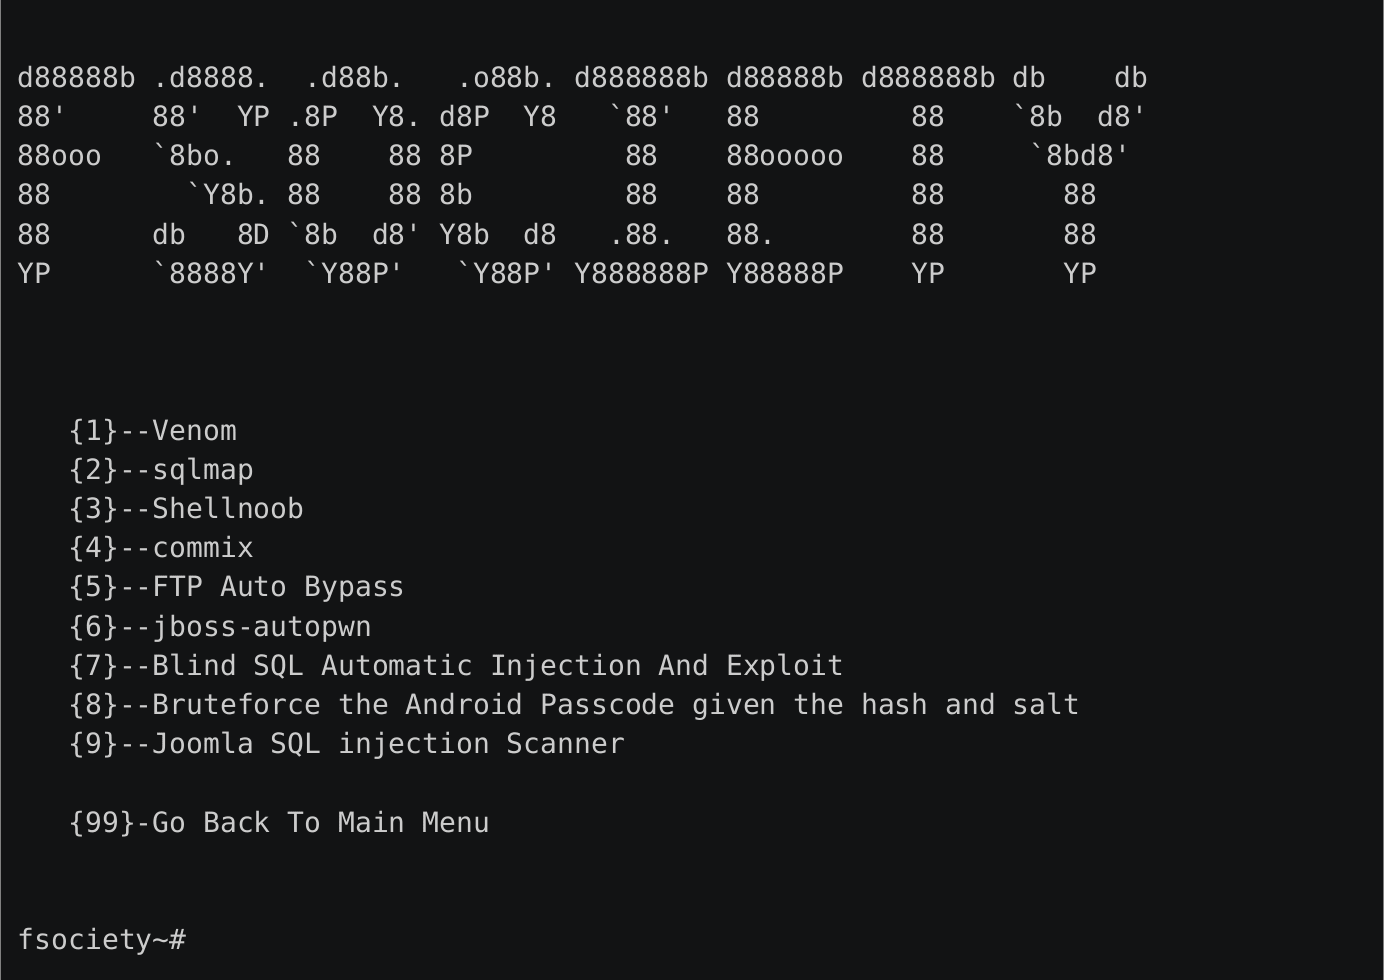 d88888b .d8888.  .d88b.   .o88b. d888888b d88888b d888888b db    db
88'     88'  YP .8P  Y8. d8P  Y8   `88'   88         88    `8b  d8'
88ooo   `8bo.   88    88 8P         88    88ooooo    88     `8bd8'
88        `Y8b. 88    88 8b         88    88         88       88
88      db   8D `8b  d8' Y8b  d8   .88.   88.        88       88
YP      `8888Y'  `Y88P'   `Y88P' Y888888P Y88888P    YP       YP
{1}--Venom
{2}--sqlmap
{3}--Shellnoob
{4}--commix
{5}--FTP Auto Bypass
{6}--jboss-autopwn
{7}--Blind SQL Automatic Injection And Exploit
{8}--Bruteforce the Android Passcode given the hash and salt
{9}--Joomla SQL injection Scanner
{99}-Go Back To Main Menu
fsociety~#